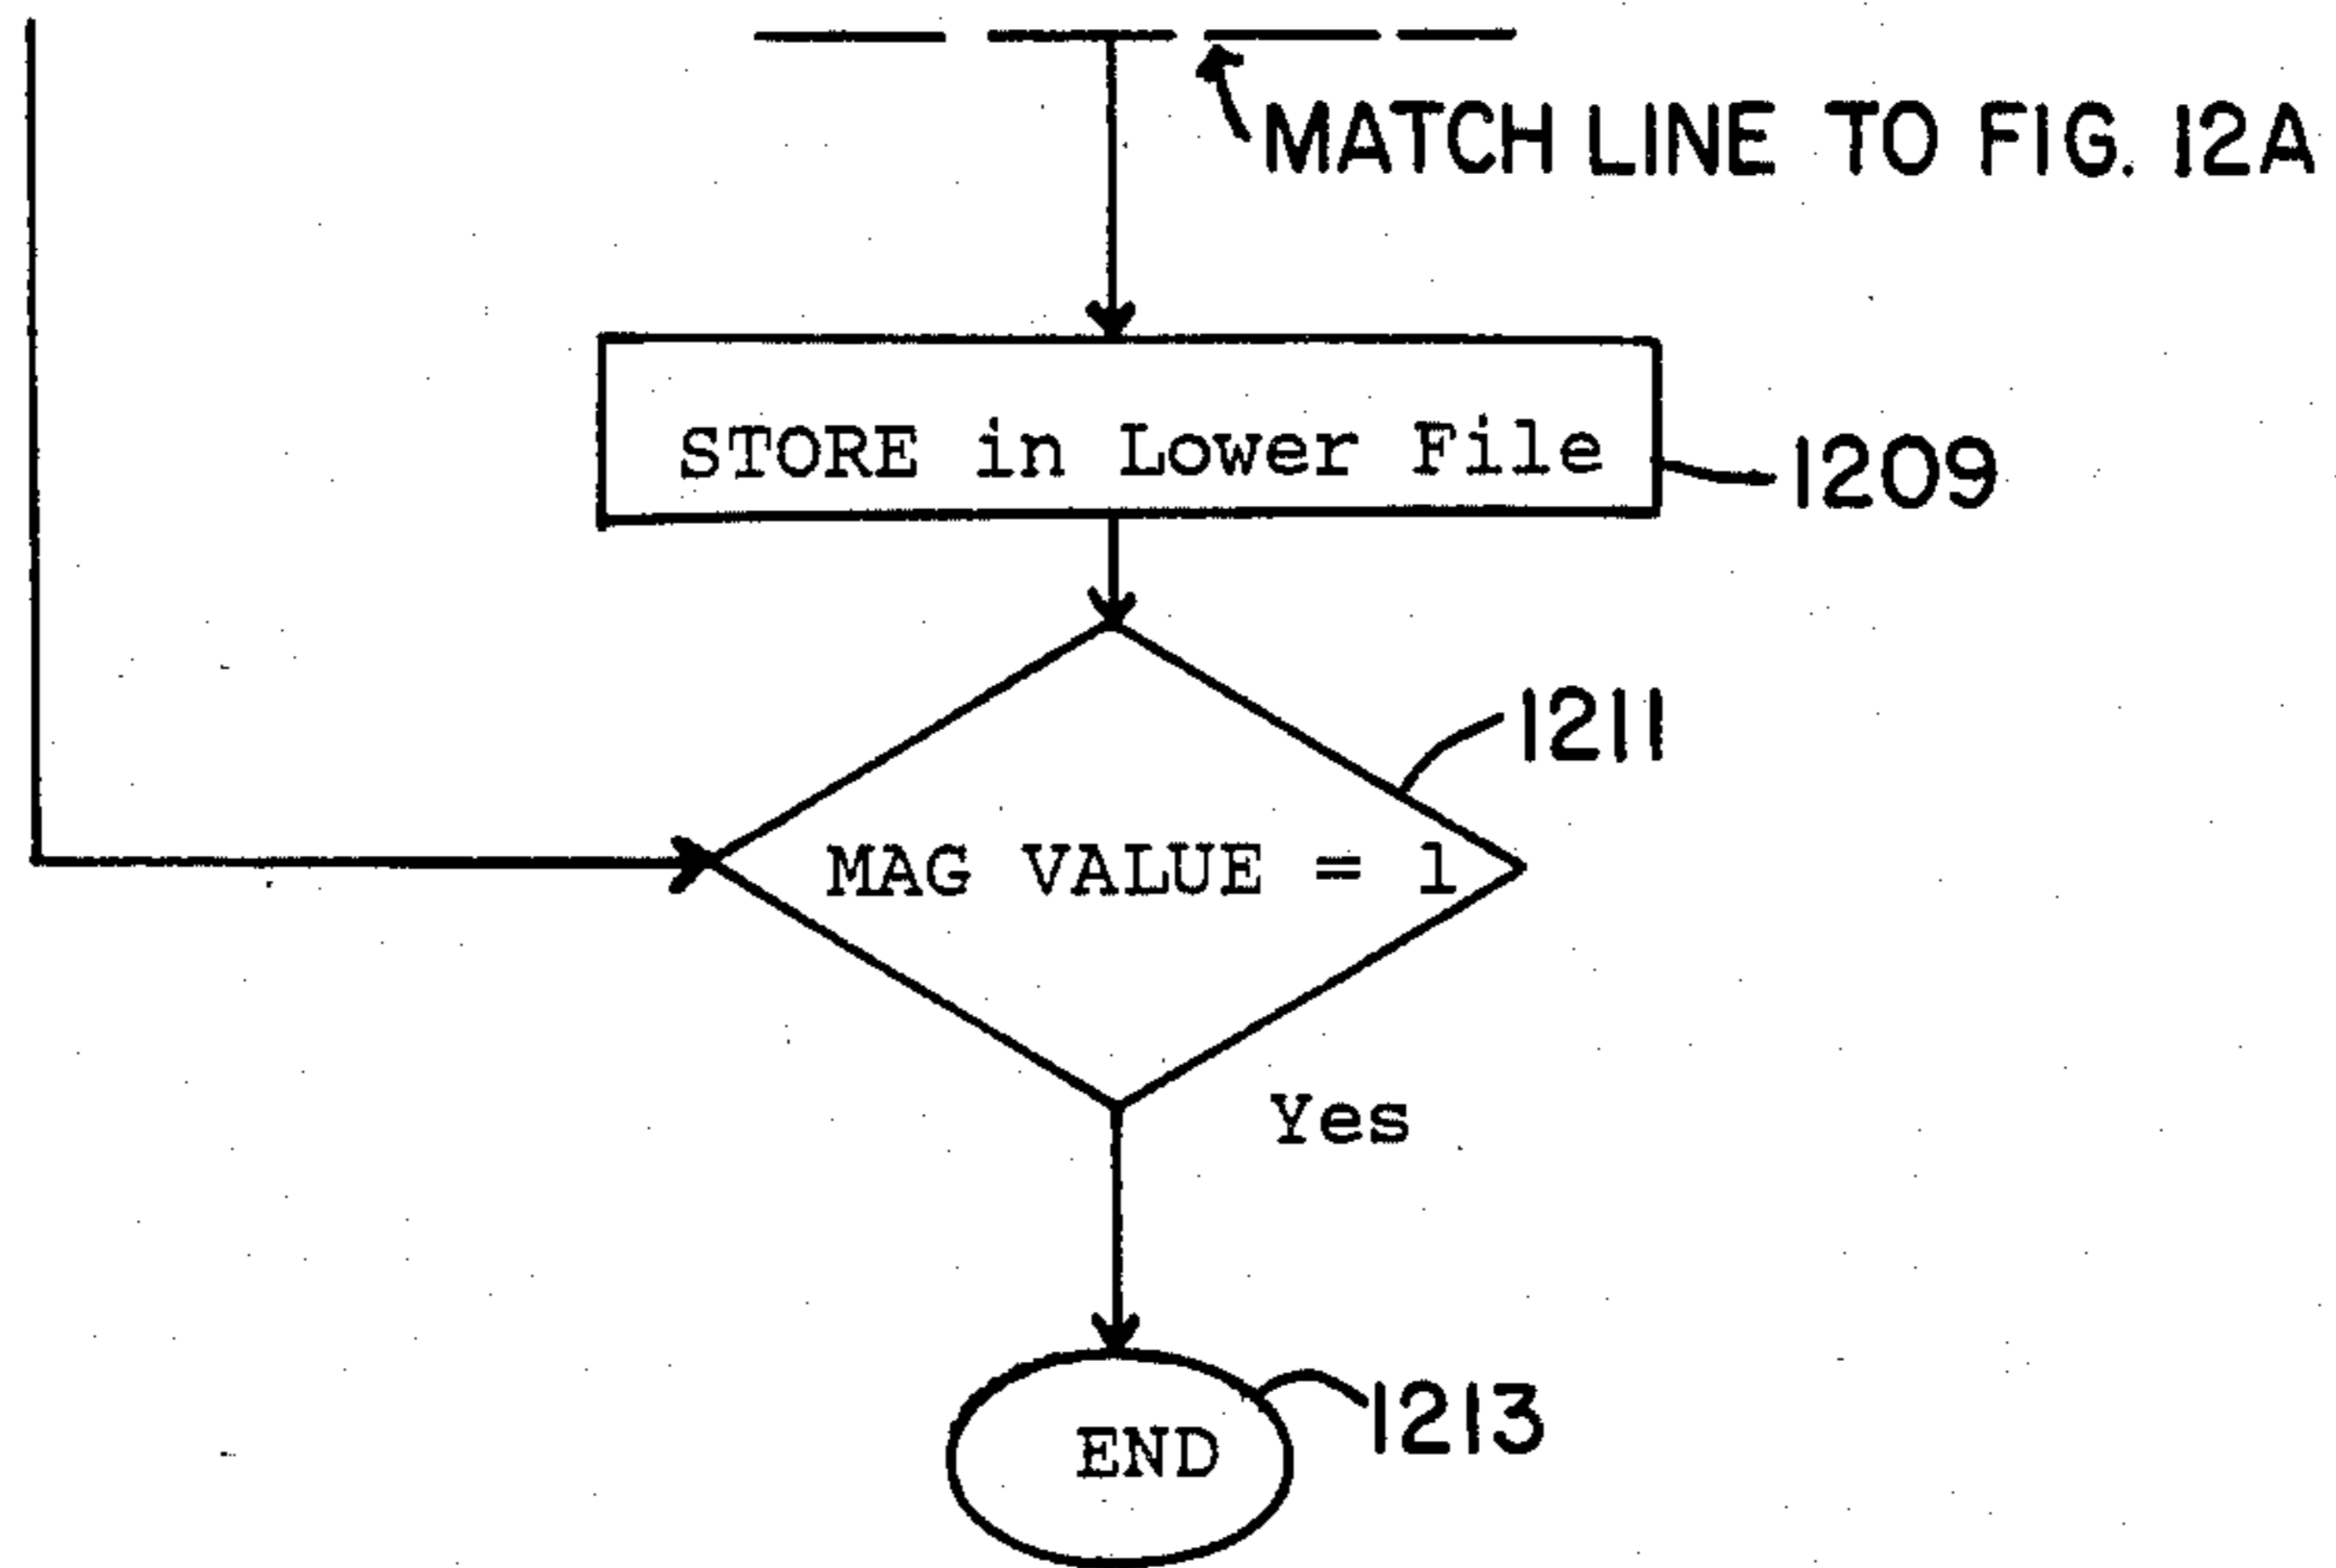 MATCH LINE TO FIG. 12A
STORE in Lower File
1209
1211
MAG VALUE = 1
Yes
END
1213